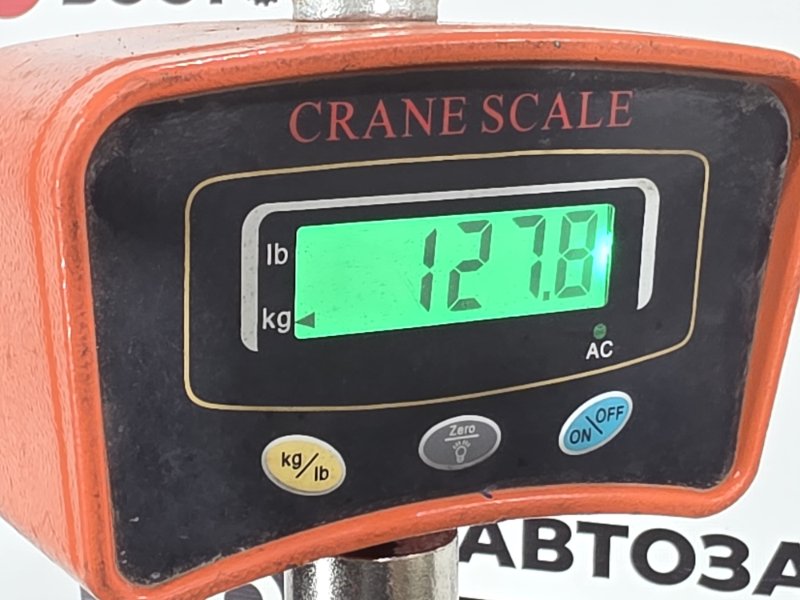 CRANE SCALE
lb
127.8
kg
AC
kg/lb
Zero
ON/OFF
АВТОЗА